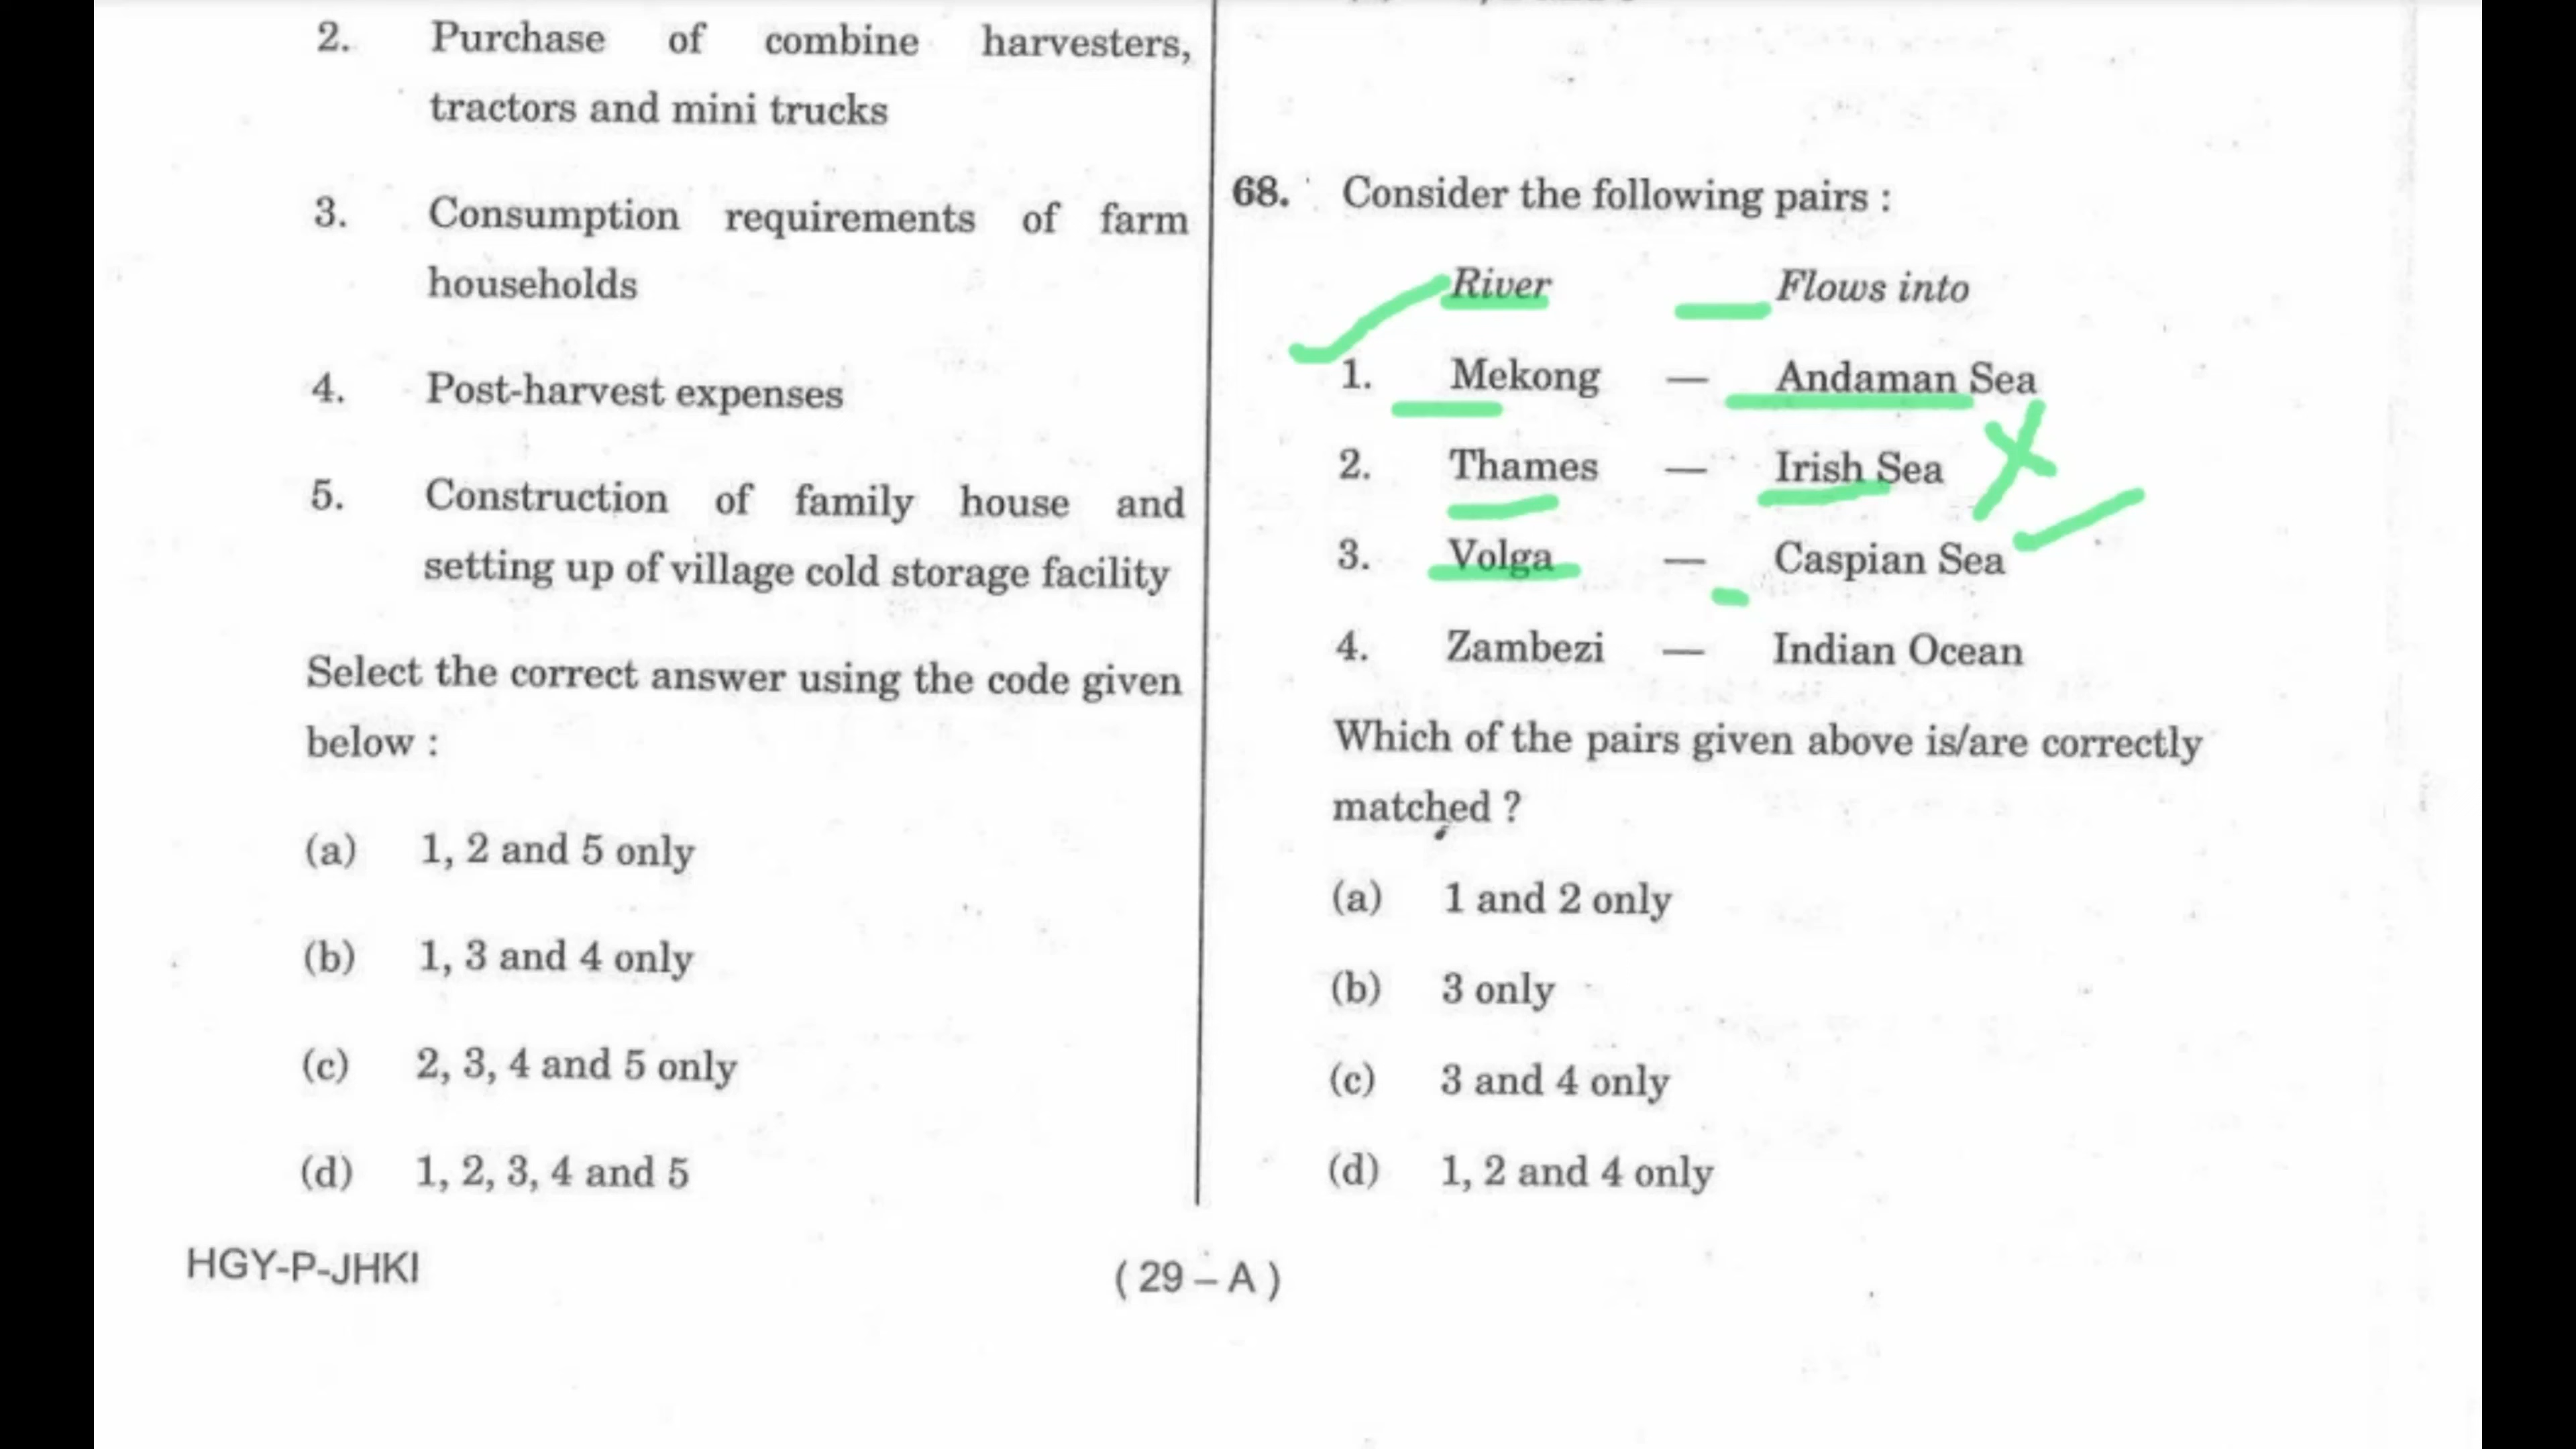 2. Purchase of combine harvesters,
tractors and mini trucks
3. Consumption requirements of farm
households
4. Post-harvest expenses
5. Construction of family house and
setting up of village cold storage facility
Select the correct answer using the code given
below :
(a) 1, 2 and 5 only
(b) 1, 3 and 4 only
(c) 2, 3, 4 and 5 only
(d) 1, 2, 3, 4 and 5
68. Consider the following pairs :
River Flows into
1. Mekong — Andaman Sea
2. Thames — Irish Sea
3. Volga — Caspian Sea
4. Zambezi — Indian Ocean
Which of the pairs given above is/are correctly
matched ?
(a) 1 and 2 only
(b) 3 only
(c) 3 and 4 only
(d) 1, 2 and 4 only
HGY-P-JHKI
( 29 – A )